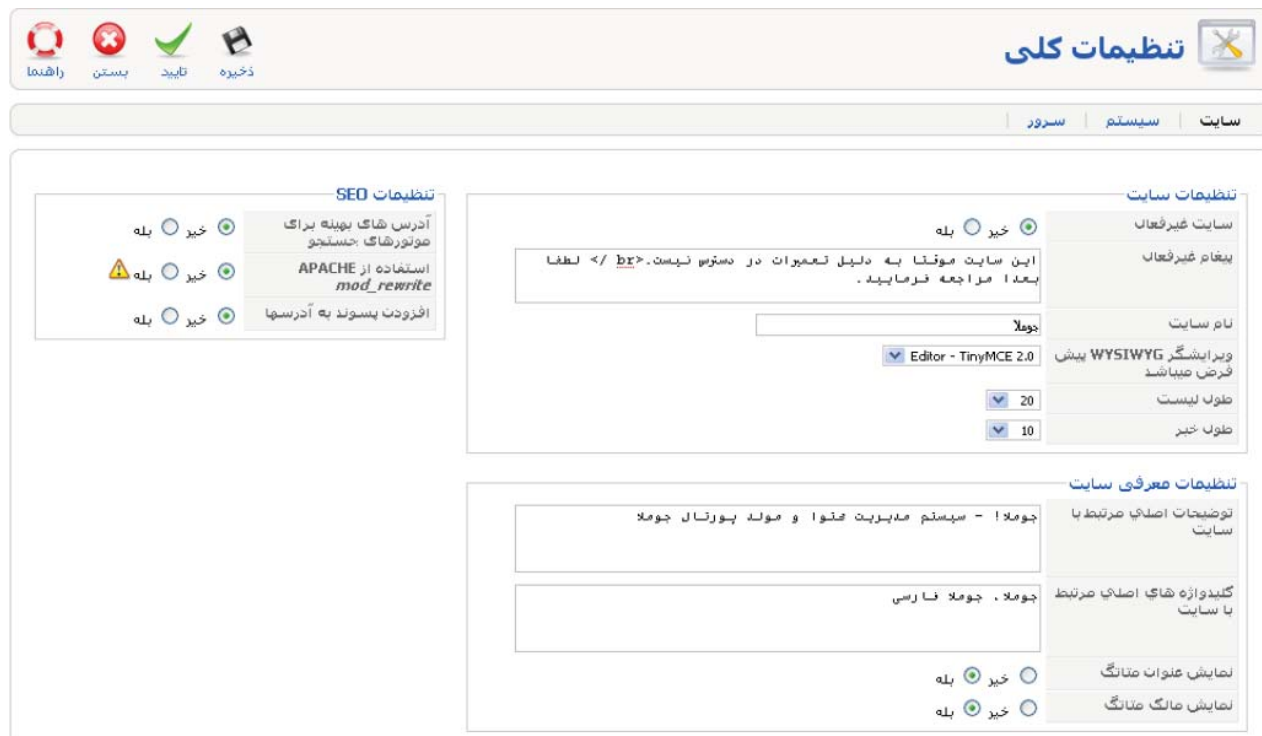 تنظیمات کلی
ذخیره تایید بستن راهنما
سایت | سیستم | سرور
تنظیمات سایت
سایت غیرفعال خیر بله
پیغام غیرفعال
این سایت موقتا به دلیل تعمیرات در دسترس نیست.<br /> لطفا
بعدا مراجعه فرمایید.
نام سایت جوملا
ویرایشگر WYSIWYG پیش
فرض میباشد
Editor - TinyMCE 2.0
طول لیست 20
طول خبر 10
تنظیمات معرفی سایت
توضیحات اصلي مرتبط با
سایت
جوملا! - سیستم مدیریت محتوا و مولد پورتال جوملا
گلیدواژه هاي اصلي مرتبط
با سایت
جوملا, جوملا فارسی
نمایش عنوان متاتگ خیر بله
نمایش مالک متاتگ خیر بله
تنظیمات SEO
آدرس های بهینه برای
موتورهای جستجو
خیر بله
استفاده از APACHE
mod_rewrite
خیر بله
افزودن پسوند به آدرسها خیر بله